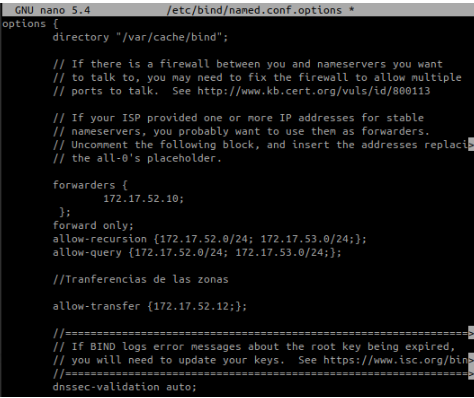 GNU nano 5.4 /etc/bind/named.conf.options *
options {
directory "/var/cache/bind";
// If there is a firewall between you and nameservers you want
// to talk to, you may need to fix the firewall to allow multiple
// ports to talk. See http://www.kb.cert.org/vuls/id/800113
// If your ISP provided one or more IP addresses for stable
// nameservers, you probably want to use them as forwarders.
// Uncomment the following block, and insert the addresses replaci>
// the all-0's placeholder.
forwarders {
172.17.52.10;
};
forward only;
allow-recursion {172.17.52.0/24; 172.17.53.0/24;};
allow-query {172.17.52.0/24; 172.17.53.0/24;};
//Tranferencias de las zonas
allow-transfer {172.17.52.12;};
//=================================================================>
// If BIND logs error messages about the root key being expired,
// you will need to update your keys. See https://www.isc.org/bin>
//=================================================================>
dnssec-validation auto;